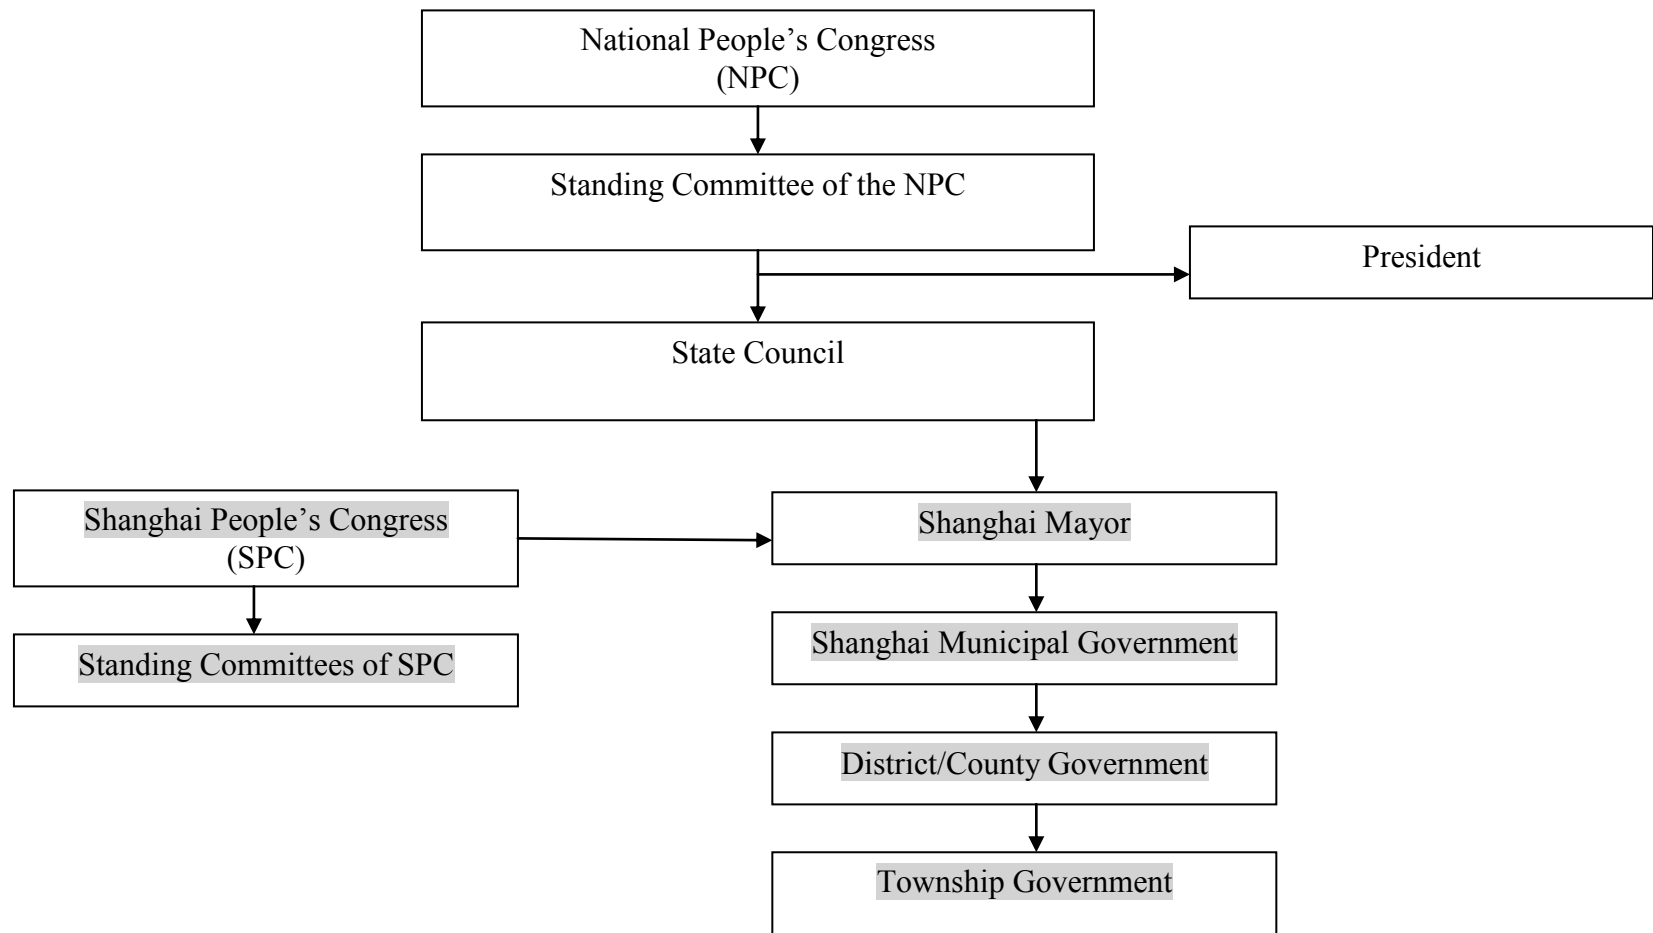 National People’s Congress
(NPC)
Standing Committee of the NPC
President
State Council
Shanghai People’s Congress
(SPC)
Shanghai Mayor
Shanghai Municipal Government
Standing Committees of SPC
District/County Government
Township Government